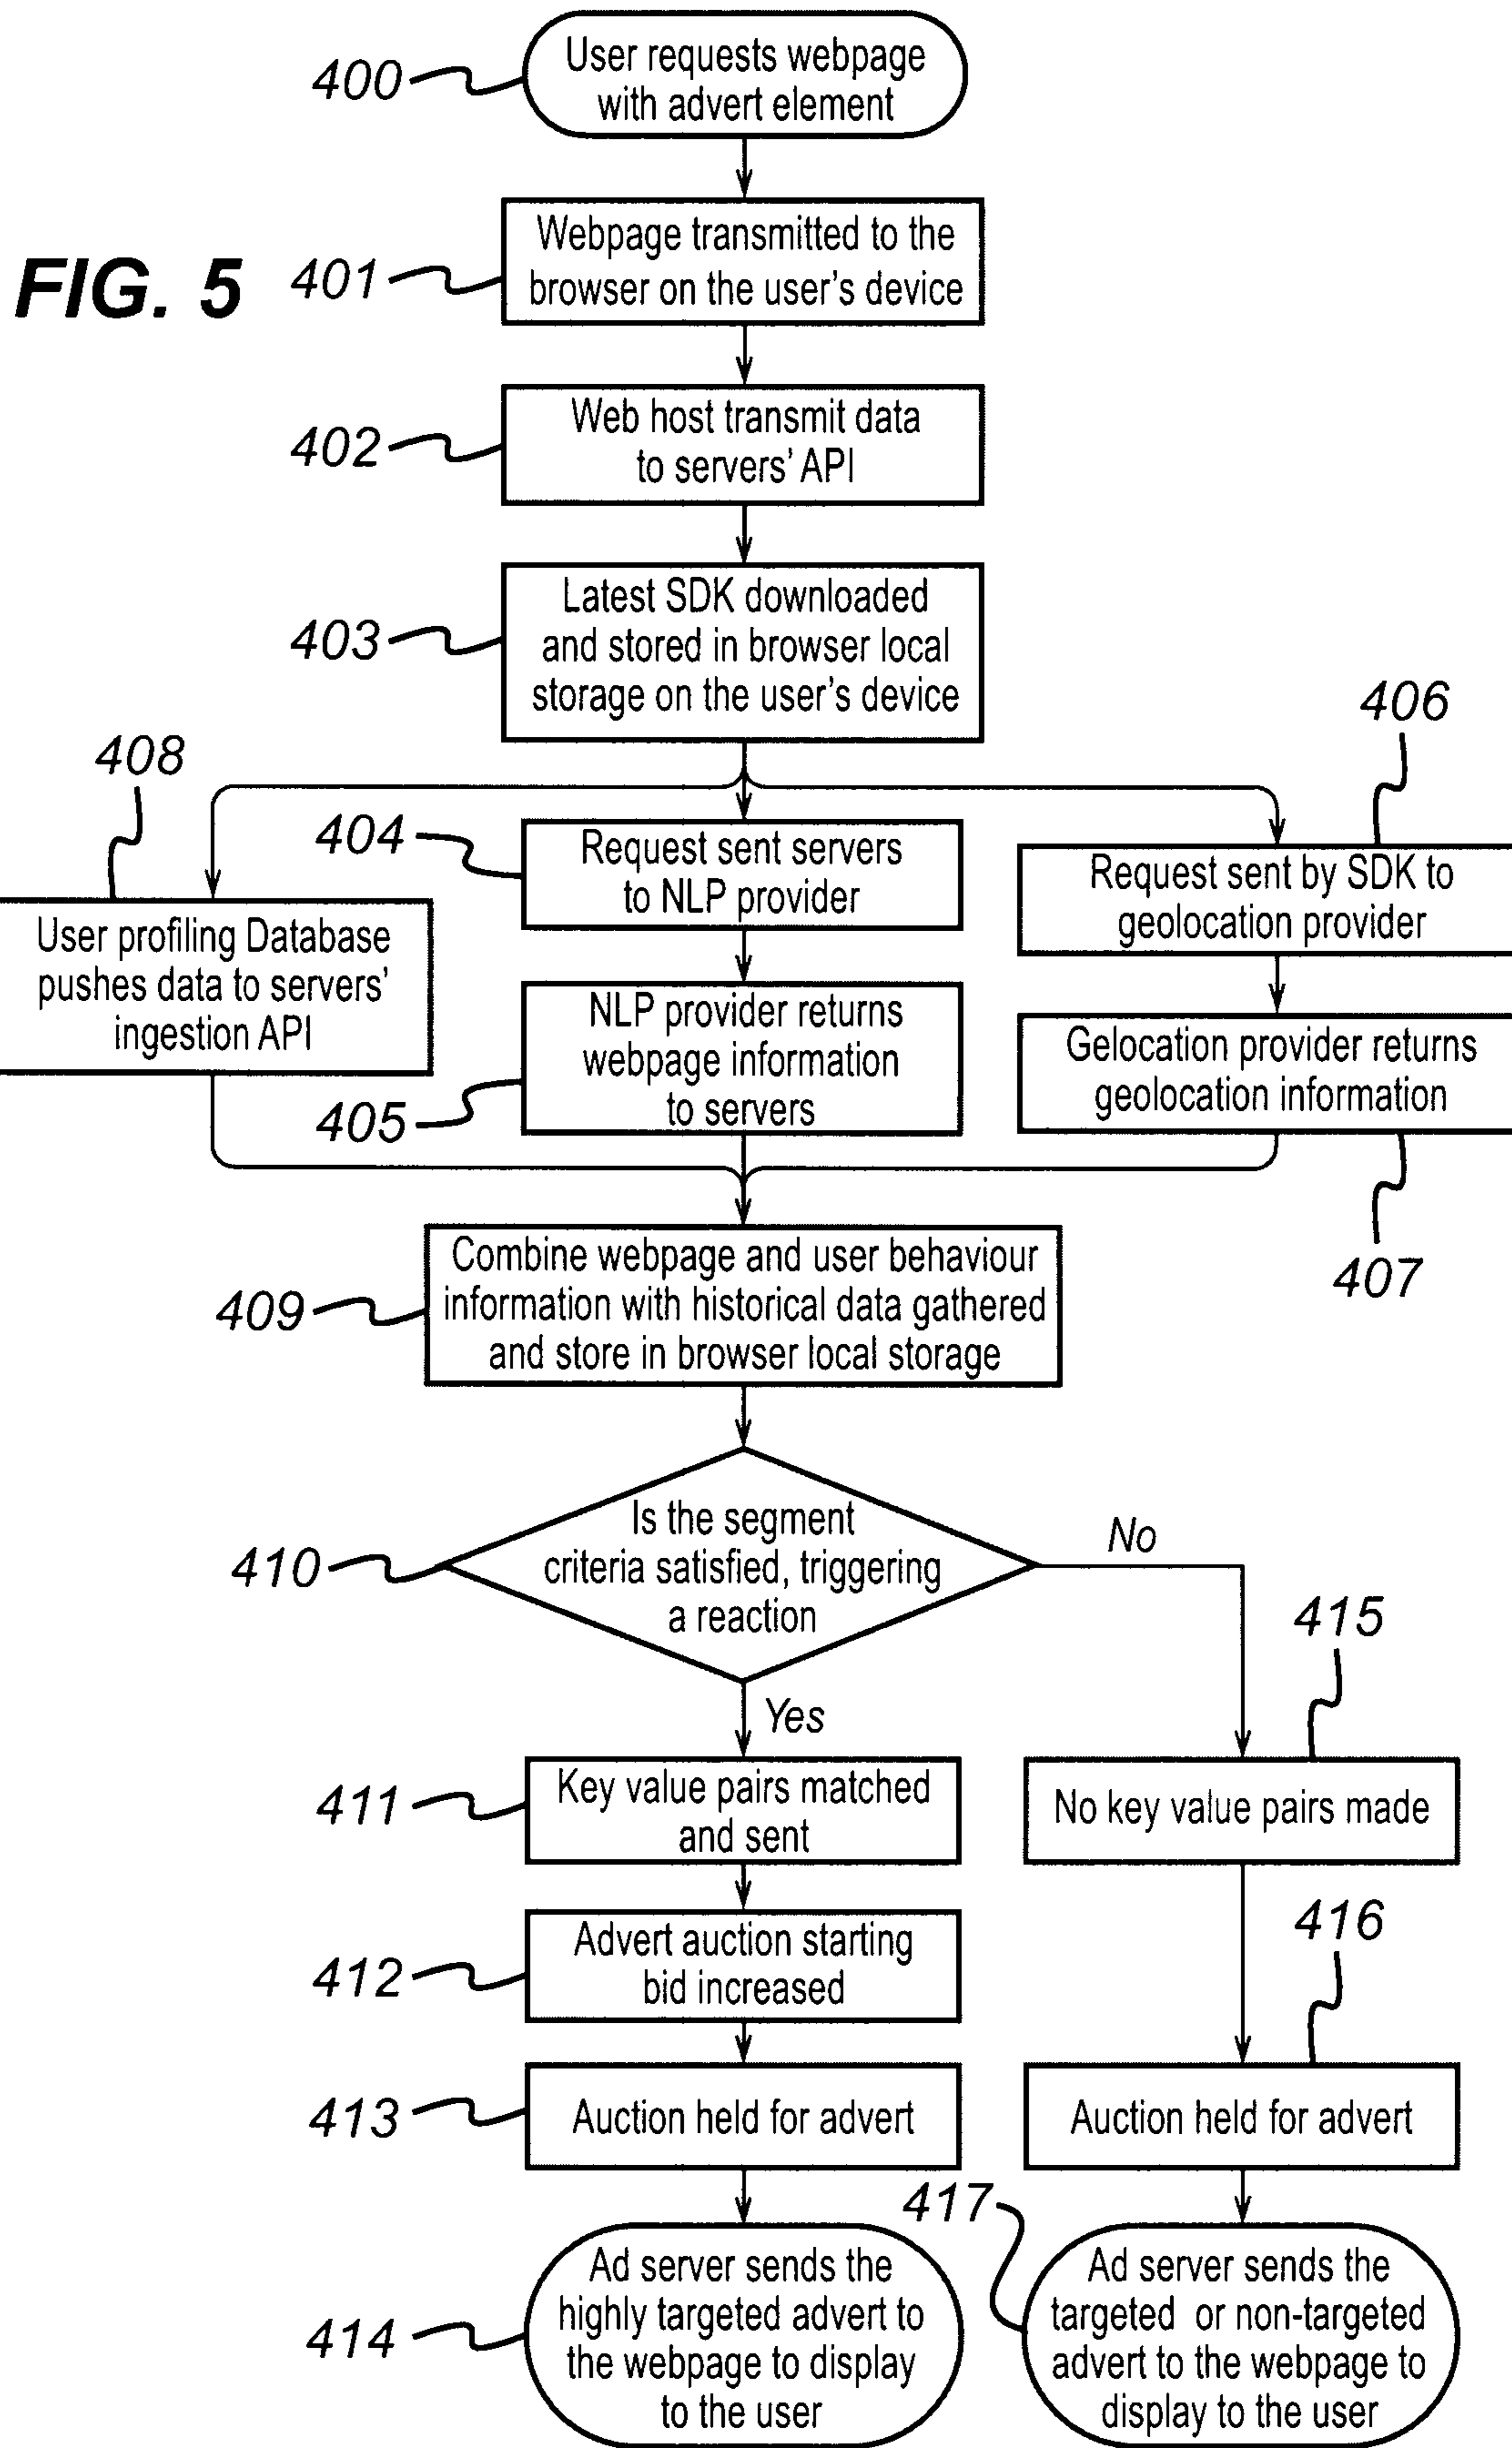 400
User requests webpage
with advert element
FIG. 5
401
Webpage transmitted to the
browser on the user's device
402
Web host transmit data
to servers' API
403
Latest SDK downloaded
and stored in browser local
storage on the user's device
408
User profiling Database
pushes data to servers'
ingestion API
404
Request sent servers
to NLP provider
405
NLP provider returns
webpage information
to servers
406
Request sent by SDK to
geolocation provider
Gelocation provider returns
geolocation information
407
409
Combine webpage and user behaviour
information with historical data gathered
and store in browser local storage
410
Is the segment
criteria satisfied, triggering
a reaction
No
Yes
411
Key value pairs matched
and sent
415
No key value pairs made
412
Advert auction starting
bid increased
416
413
Auction held for advert
Auction held for advert
414
Ad server sends the
highly targeted advert to
the webpage to display
to the user
417
Ad server sends the
targeted or non-targeted
advert to the webpage to
display to the user